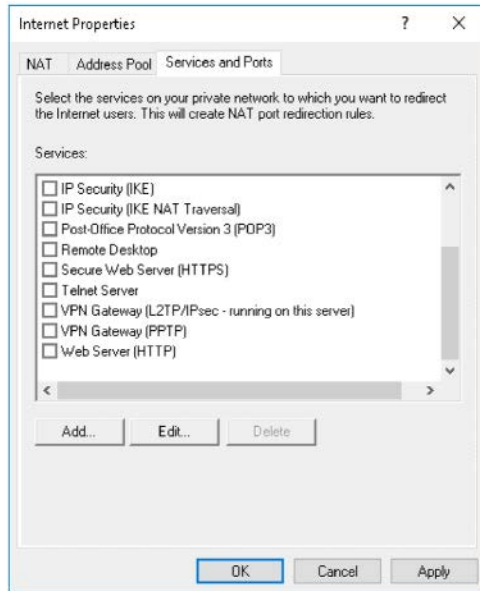 Internet Properties
? ×
NAT Address Pool Services and Ports
Select the services on your private network to which you want to redirect
the Internet users. This will create NAT port redirection rules.
Services:
IP Security (IKE)
IP Security (IKE NAT Traversal)
Post-Office Protocol Version 3 (POP3)
Remote Desktop
Secure Web Server (HTTPS)
Telnet Server
VPN Gateway (L2TP/IPsec - running on this server)
VPN Gateway (PPTP)
Web Server (HTTP)
Add... Edit... Delete
OK Cancel Apply